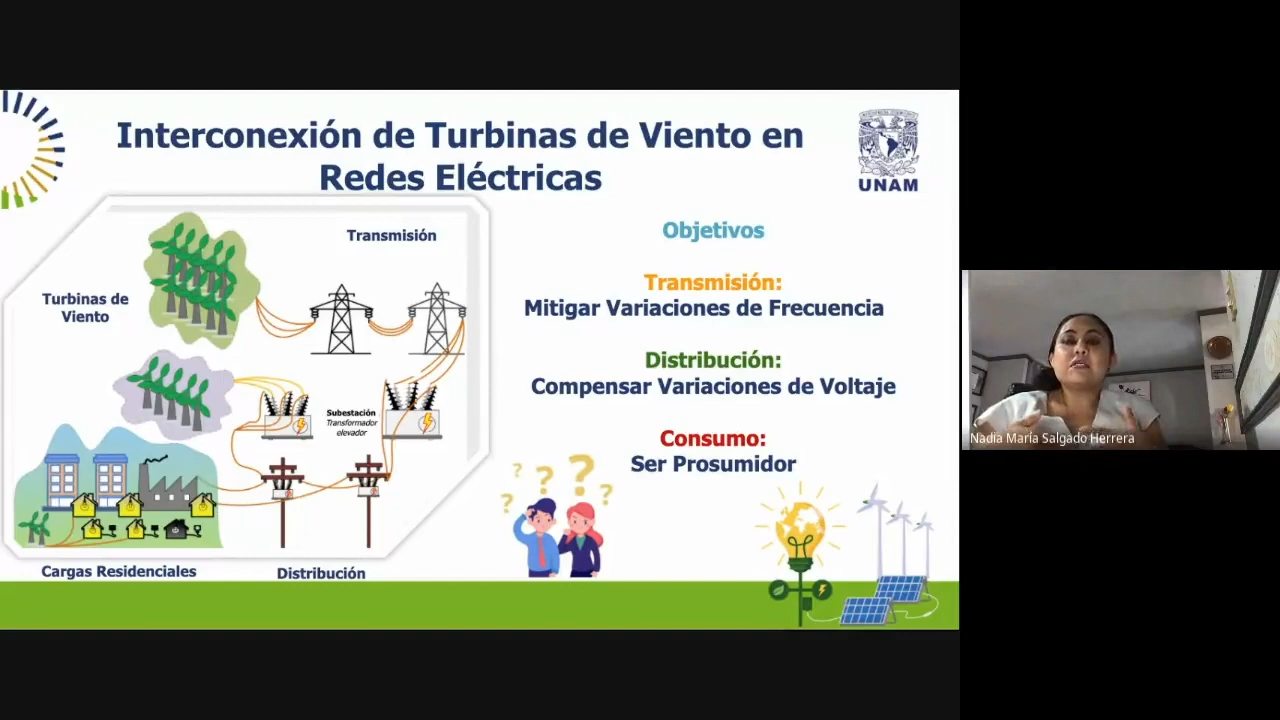 Interconexión de Turbinas de Viento en
Redes Eléctricas
UNAM
Transmisión
Turbinas de
Viento
Subestación
Transformador
elevador
Cargas Residenciales
Distribución
Objetivos
Transmisión:
Mitigar Variaciones de Frecuencia
Distribución:
Compensar Variaciones de Voltaje
Consumo:
Ser Prosumidor
? ? ? ? ?
Nadia María Salgado Herrera